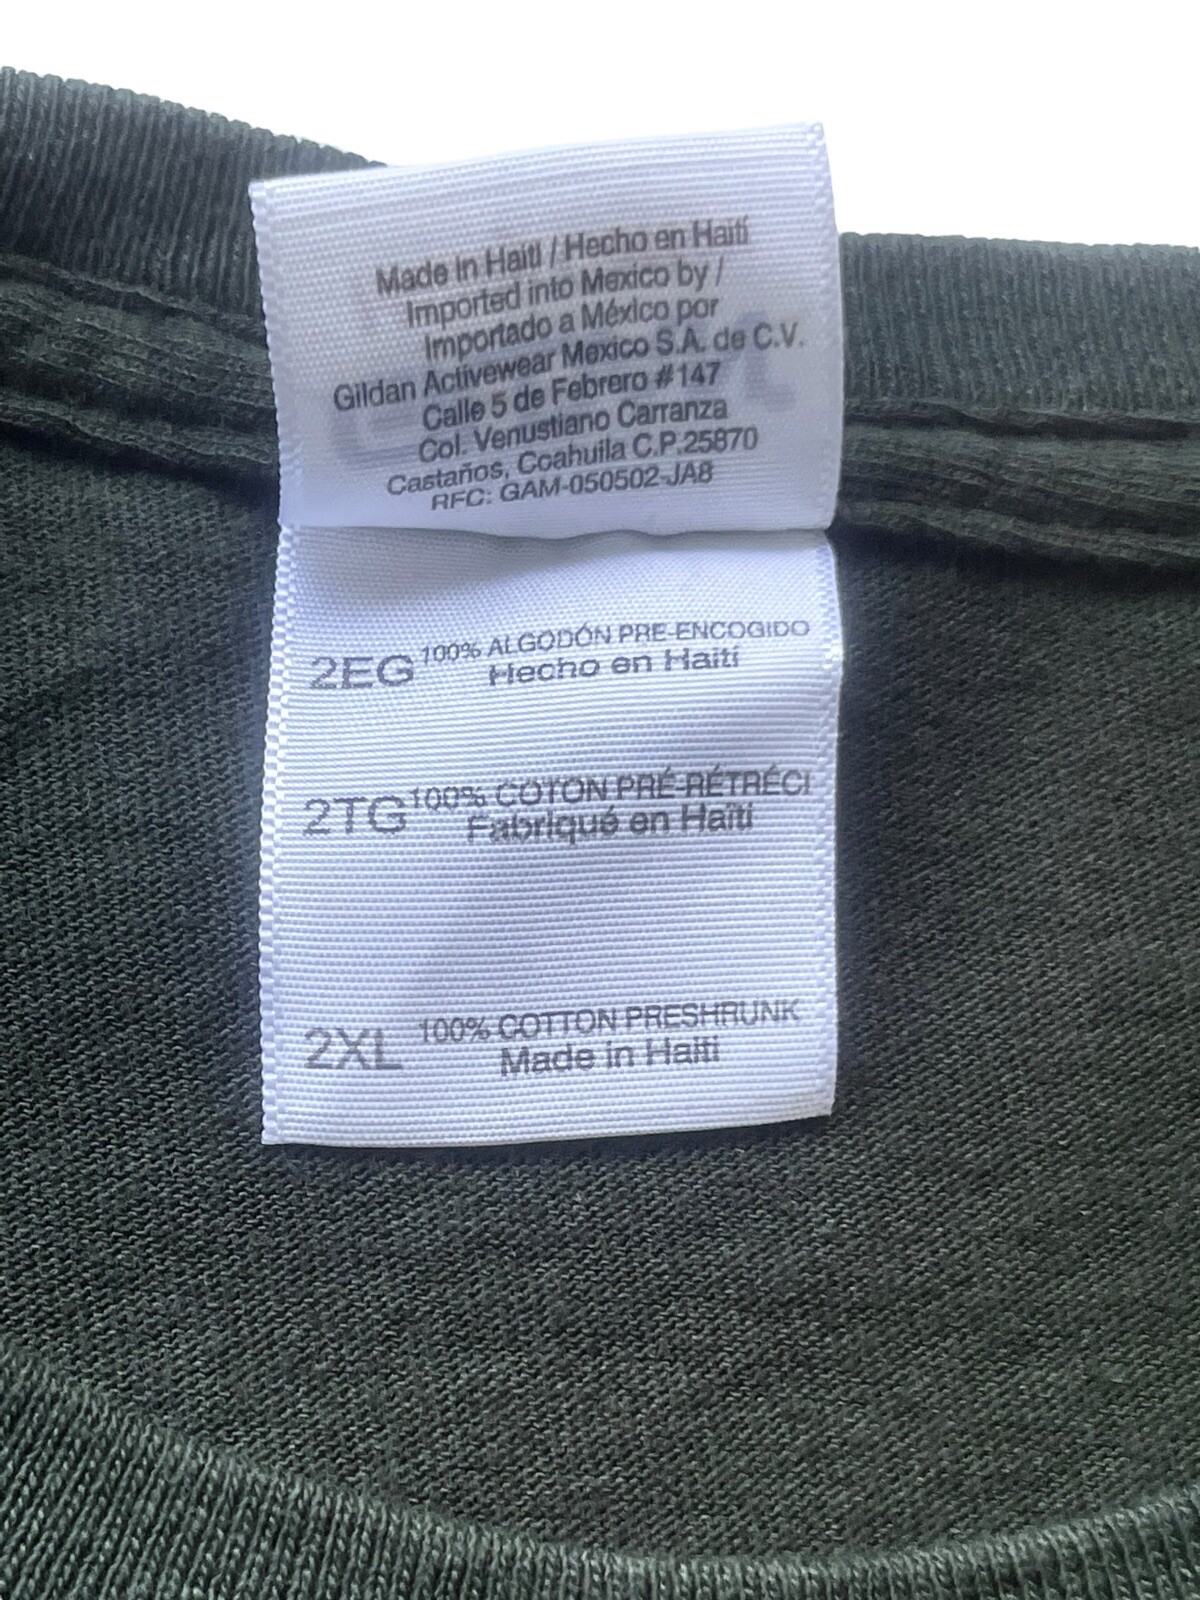 Made in Haiti / Hecho en Haití
Imported into Mexico by /
Importado a México por
Gildan Activewear Mexico S.A. de C.V.
Calle 5 de Febrero #147
Col. Venustiano Carranza
Castaños, Coahuila C.P.25870
RFC: GAM-050502-JA8
2EG 100% ALGODÓN PRE-ENCOGIDO
Hecho en Haití
2TG 100% COTON PRÉ-RÉTRÉCI
Fabriqué en Haïti
2XL 100% COTTON PRESHRUNK
Made in Haiti